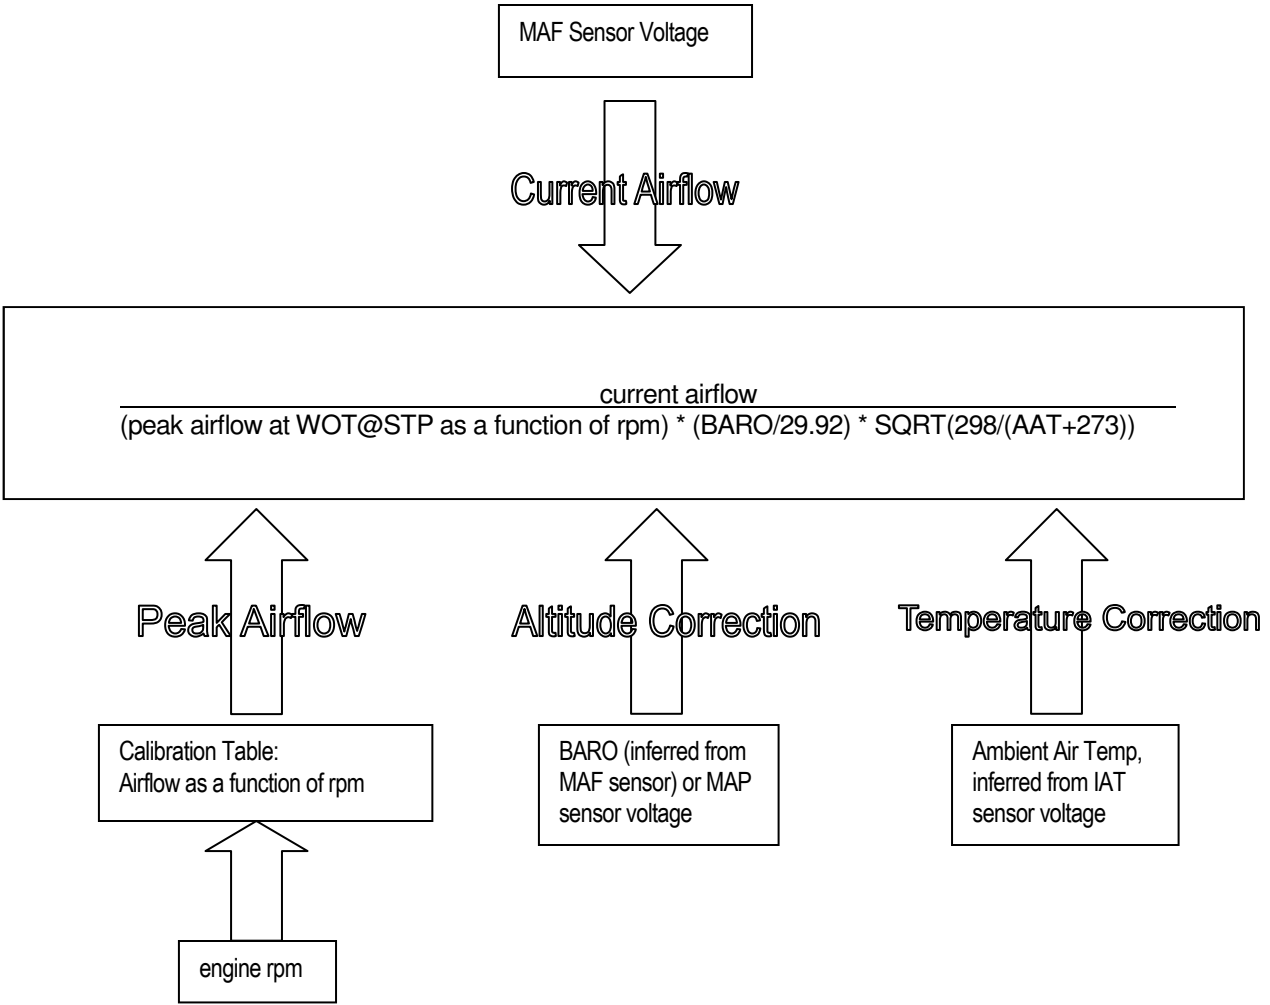 MAF Sensor Voltage
Current Airflow
current airflow
(peak airflow at WOT@STP as a function of rpm) * (BARO/29.92) * SQRT(298/(AAT+273))
Peak Airflow
Altitude Correction
Temperature Correction
Calibration Table:
Airflow as a function of rpm
BARO (inferred from
MAF sensor) or MAP
sensor voltage
Ambient Air Temp,
inferred from IAT
sensor voltage
engine rpm